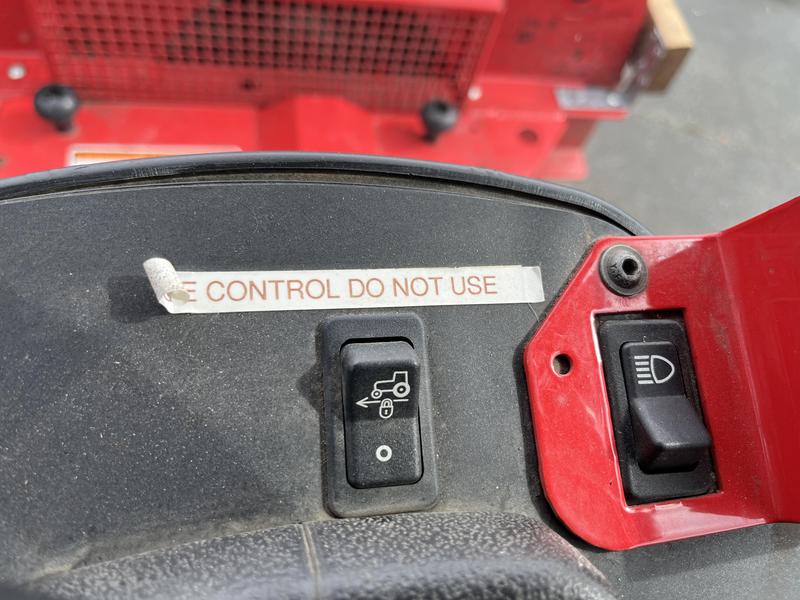 E CONTROL DO NOT USE